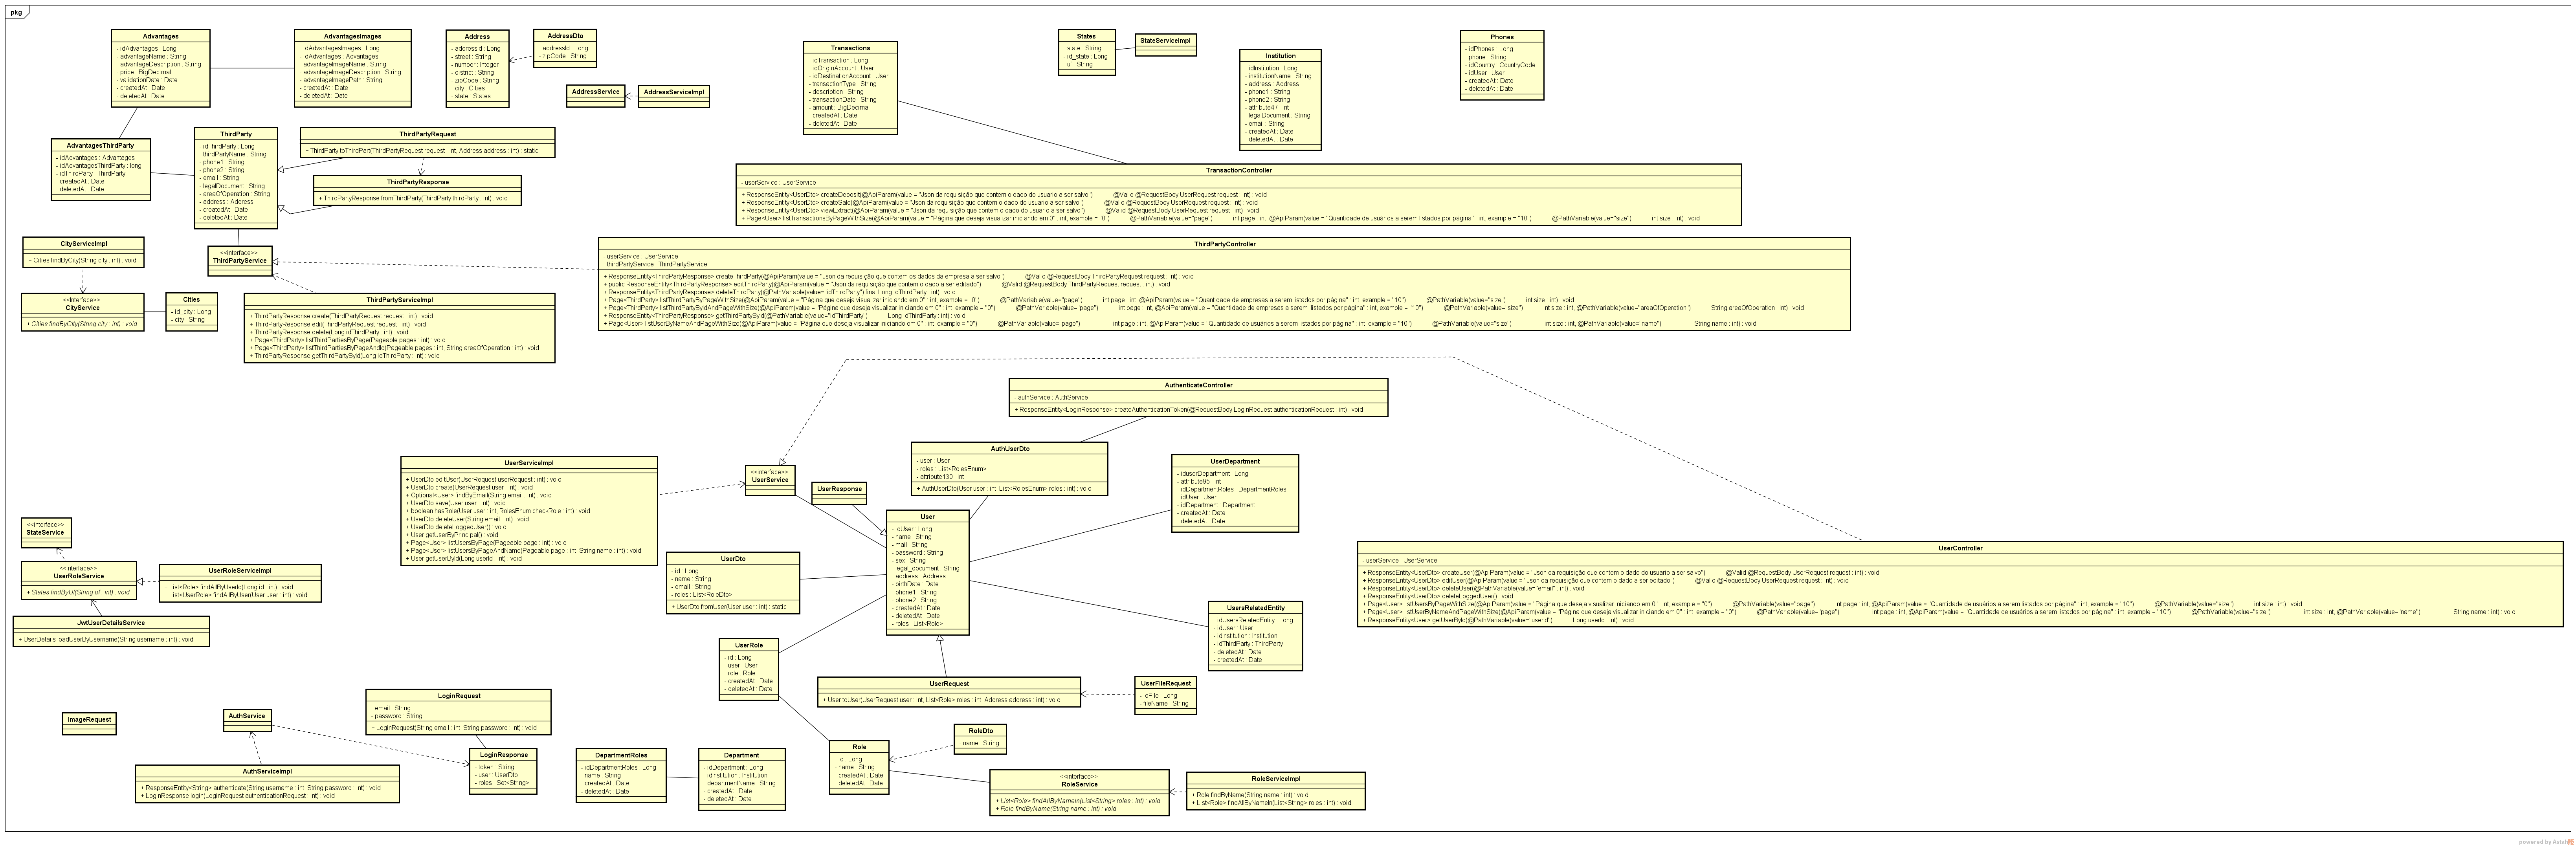 pkg
Advantages
- idAdvantages : Long
- advantageName : String
- advantageDescription : String
- price : BigDecimal
- validationDate : Date
- createdAt : Date
- deletedAt : Date
AdvantagesImages
- idAdvantagesImages : Long
- idAdvantages : Advantages
- advantageImageName : String
- advantageImageDescription : String
- advantageImagePath : String
- createdAt : Date
- deletedAt : Date
Address
- addressId : Long
- street : String
- number : Integer
- district : String
- zipCode : String
- city : Cities
- state : States
AddressDto
- addressId : Long
- zipCode : String
AddressService
AddressServiceImpl
Transactions
- idTransaction : Long
- idOriginAccount : User
- idDestinationAccount : User
- transactionType : String
- description : String
- transactionDate : String
- amount : BigDecimal
- createdAt : Date
- deletedAt : Date
States
- state : String
- id_state : Long
- uf : String
StateServiceImpl
Institution
- idInstitution : Long
- institutionName : String
- address : Address
- phone1 : String
- phone2 : String
- attribute47 : int
- legalDocument : String
- email : String
- createdAt : Date
- deletedAt : Date
Phones
- idPhones : Long
- phone : String
- idCountry : CountryCode
- idUser : User
- createdAt : Date
- deletedAt : Date
AdvantagesThirdParty
- idAdvantages : Advantages
- idAdvantagesThirdParty : long
- idThirdParty : ThirdParty
- createdAt : Date
- deletedAt : Date
ThirdParty
- idThirdParty : Long
- thirdPartyName : String
- phone1 : String
- phone2 : String
- email : String
- legalDocument : String
- areaOfOperation : String
- address : Address
- createdAt : Date
- deletedAt : Date
ThirdPartyRequest
+ ThirdParty toThirdPart(ThirdPartyRequest request : int, Address address : int) : static
ThirdPartyResponse
+ ThirdPartyResponse fromThirdParty(ThirdParty thirdParty : int) : void
TransactionController
- userService : UserService
+ ResponseEntity<UserDto> createDeposit(@ApiParam(value = "Json da requisição que contem o dado do usuario a ser salvo") @Valid @RequestBody UserRequest request : int) : void
+ ResponseEntity<UserDto> createSale(@ApiParam(value = "Json da requisição que contem o dado do usuario a ser salvo") @Valid @RequestBody UserRequest request : int) : void
+ ResponseEntity<UserDto> viewExtract(@ApiParam(value = "Json da requisição que contem o dado do usuario a ser salvo") @Valid @RequestBody UserRequest request : int) : void
+ Page<User> listTransactionsByPageWithSize(@ApiParam(value = "Página que deseja visualizar iniciando em 0" : int, example = "0") @PathVariable(value="page") int page : int, @ApiParam(value = "Quantidade de usuários a serem listados por página" : int, example = "10") @PathVariable(value="size") int size : int) : void
CityServiceImpl
+ Cities findByCity(String city : int) : void
<<interface>>
ThirdPartyService
ThirdPartyController
- userService : UserService
- thirdPartyService : ThirdPartyService
+ ResponseEntity<ThirdPartyResponse> createThirdParty(@ApiParam(value = "Json da requisição que contem os dados da empresa a ser salvo") @Valid @RequestBody ThirdPartyRequest request : int) : void
+ public ResponseEntity<ThirdPartyResponse> editThirdParty(@ApiParam(value = "Json da requisição que contem o dado a ser editado") @Valid @RequestBody ThirdPartyRequest request : int) : void
+ ResponseEntity<ThirdPartyResponse> deleteThirdParty(@PathVariable(value="idThirdParty") final Long idThirdParty : int) : void
+ Page<ThirdParty> listThirdPartyByPageWithSize(@ApiParam(value = "Página que deseja visualizar iniciando em 0" : int, example = "0") @PathVariable(value="page") int page : int, @ApiParam(value = "Quantidade de empresas a serem listados por página" : int, example = "10") @PathVariable(value="size") int size : int) : void
+ Page<ThirdParty> listThirdPartyByIdAndPageWithSize(@ApiParam(value = "Página que deseja visualizar iniciando em 0" : int, example = "0") @PathVariable(value="page") int page : int, @ApiParam(value = "Quantidade de empresas a serem listados por página" : int, example = "10") @PathVariable(value="size") int size : int, @PathVariable(value="areaOfOperation") String areaOfOperation : int) : void
+ ResponseEntity<ThirdPartyResponse> getThirdPartyById(@PathVariable(value="idThirdParty") Long idThirdParty : int) : void
+ Page<User> listUserByNameAndPageWithSize(@ApiParam(value = "Página que deseja visualizar iniciando em 0" : int, example = "0") @PathVariable(value="page") int page : int, @ApiParam(value = "Quantidade de usuários a serem listados por página" : int, example = "10") @PathVariable(value="size") int size : int, @PathVariable(value="name") String name : int) : void
<<interface>>
CityService
+ Cities findByCity(String city : int) : void
Cities
- id_city : Long
- city : String
ThirdPartyServiceImpl
+ ThirdPartyResponse create(ThirdPartyRequest request : int) : void
+ ThirdPartyResponse edit(ThirdPartyRequest request : int) : void
+ ThirdPartyResponse delete(Long idThirdParty : int) : void
+ Page<ThirdParty> listThirdPartiesByPage(Pageable pages : int) : void
+ Page<ThirdParty> listThirdPartiesByPageAndId(Pageable pages : int, String areaOfOperation : int) : void
+ ThirdPartyResponse getThirdPartyById(Long idThirdParty : int) : void
AuthenticateController
- authService : AuthService
+ ResponseEntity<LoginResponse> createAuthenticationToken(@RequestBody LoginRequest authenticationRequest : int) : void
UserServiceImpl
+ UserDto editUser(UserRequest userRequest : int) : void
+ UserDto create(UserRequest user : int) : void
+ Optional<User> findByEmail(String email : int) : void
+ UserDto save(User user : int) : void
+ boolean hasRole(User user : int, RolesEnum checkRole : int) : void
+ UserDto deleteUser(String email : int) : void
+ UserDto deleteLoggedUser() : void
+ User getUserByPrincipal() : void
+ Page<User> listUsersByPage(Pageable page : int) : void
+ Page<User> listUsersByPageAndName(Pageable page : int, String name : int) : void
+ User getUserById(Long userId : int) : void
<<interface>>
UserService
UserResponse
AuthUserDto
- user : User
- roles : List<RolesEnum>
- attribute130 : int
+ AuthUserDto(User user : int, List<RolesEnum> roles : int) : void
UserDepartment
- iduserDepartment : Long
- attribute95 : int
- idDepartmentRoles : DepartmentRoles
- idUser : User
- idDepartment : Department
- createdAt : Date
- deletedAt : Date
User
- idUser : Long
- name : String
- mail : String
- password : String
- sex : String
- legal_document : String
- address : Address
- birthDate : Date
- phone1 : String
- phone2 : String
- createdAt : Date
- deletedAt : Date
- roles : List<Role>
<<interface>>
StateService
<<interface>>
UserRoleService
+ States findByUf(String uf : int) : void
UserRoleServiceImpl
+ List<Role> findAllByUserId(Long id : int) : void
+ List<UserRole> findAllByUser(User user : int) : void
JwtUserDetailsService
+ UserDetails loadUserByUsername(String username : int) : void
UserDto
- id : Long
- name : String
- email : String
- roles : List<RoleDto>
+ UserDto fromUser(User user : int) : static
UserController
- userService : UserService
+ ResponseEntity<UserDto> createUser(@ApiParam(value = "Json da requisição que contem o dado do usuario a ser salvo") @Valid @RequestBody UserRequest request : int) : void
+ ResponseEntity<UserDto> editUser(@ApiParam(value = "Json da requisição que contem o dado a ser editado") @Valid @RequestBody UserRequest request : int) : void
+ ResponseEntity<UserDto> deleteUser(@PathVariable(value="email") : int) : void
+ ResponseEntity<UserDto> deleteLoggedUser() : void
+ Page<User> listUsersByPageWithSize(@ApiParam(value = "Página que deseja visualizar iniciando em 0" : int, example = "0") @PathVariable(value="page") int page : int, @ApiParam(value = "Quantidade de usuários a serem listados por página" : int, example = "10") @PathVariable(value="size") int size : int) : void
+ Page<User> listUserByNameAndPageWithSize(@ApiParam(value = "Página que deseja visualizar iniciando em 0" : int, example = "0") @PathVariable(value="page") int page : int, @ApiParam(value = "Quantidade de usuários a serem listados por página" : int, example = "10") @PathVariable(value="size") int size : int, @PathVariable(value="name") String name : int) : void
+ ResponseEntity<User> getUserById(@PathVariable(value="userId") Long userId : int) : void
UsersRelatedEntity
- idUsersRelatedEntity : Long
- idUser : User
- idInstitution : Institution
- idThirdParty : ThirdParty
- deletedAt : Date
- createdAt : Date
UserRole
- id : Long
- user : User
- role : Role
- createdAt : Date
- deletedAt : Date
UserRequest
+ User toUser(UserRequest user : int, List<Role> roles : int, Address address : int) : void
UserFileRequest
- idFile : Long
- fileName : String
ImageRequest
AuthService
LoginRequest
- email : String
- password : String
+ LoginRequest(String email : int, String password : int) : void
AuthServiceImpl
+ ResponseEntity<String> authenticate(String username : int, String password : int) : void
+ LoginResponse login(LoginRequest authenticationRequest : int) : void
LoginResponse
- token : String
- user : UserDto
- roles : Set<String>
DepartmentRoles
- idDepartmentRoles : Long
- name : String
- createdAt : Date
- deletedAt : Date
Department
- idDepartment : Long
- idInstitution : Institution
- departmentName : String
- createdAt : Date
- deletedAt : Date
Role
- id : Long
- name : String
- createdAt : Date
- deletedAt : Date
RoleDto
- name : String
<<interface>>
RoleService
+ List<Role> findAllByNameIn(List<String> roles : int) : void
+ Role findByName(String name : int) : void
RoleServiceImpl
+ Role findByName(String name : int) : void
+ List<Role> findAllByNameIn(List<String> roles : int) : void
powered by Astah